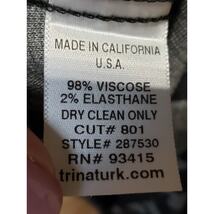 MADE IN CALIFORNIA
U.S.A.
98% VISCOSE
2% ELASTHANE
DRY CLEAN ONLY
CUT# 801
STYLE# 287530
RN# 93415
trinaturk.com